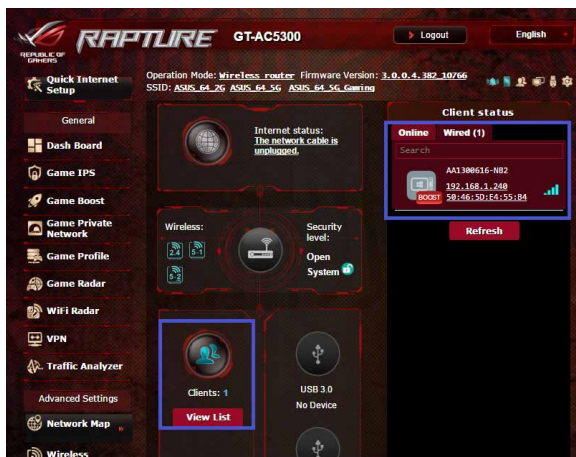 REPUBLIC OF
GAMERS
RAPTURE
GT-AC5300
Logout
English
Quick Internet
Setup
Operation Mode: Wireless router Firmware Version: 3.0.0.4.382_10766
SSID: ASUS_64_2G ASUS_64_5G ASUS_64_5G_Gaming
General
Dash Board
Game IPS
Game Boost
Game Private
Network
Game Profile
Game Radar
WiFi Radar
VPN
Traffic Analyzer
Advanced Settings
Network Map
Wireless
Internet status:
The network cable is
unplugged.
Wireless:
2.4
5-1
5-2
Security
level:
Open
System
Clients: 1
View List
USB 3.0
No Device
Client status
Online
Wired (1)
Search
AA1300616-NB2
192.168.1.240
50:46:5D:E4:55:B4
BOOST
Refresh